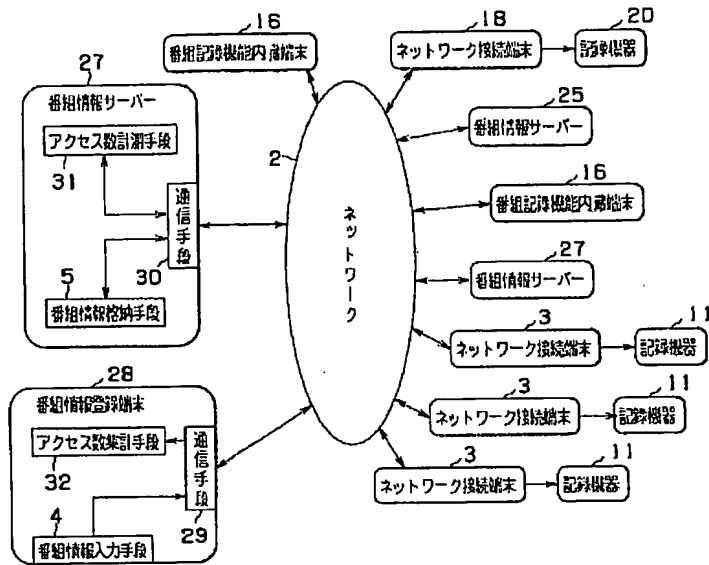 27
番組情報サーバー
アクセス数計測手段
31
通信手段
30
5
番組情報格納手段
28
番組情報登録端末
アクセス数集計手段
32
通信手段
29
4
番組情報入力手段
2
ネットワーク
16
番組記録機能内蔵端末
18
ネットワーク接続端末
20
記録機器
25
番組情報サーバー
16
番組記録機能内蔵端末
27
番組情報サーバー
3
ネットワーク接続端末
11
記録機器
3
ネットワーク接続端末
11
記録機器
3
ネットワーク接続端末
11
記録機器